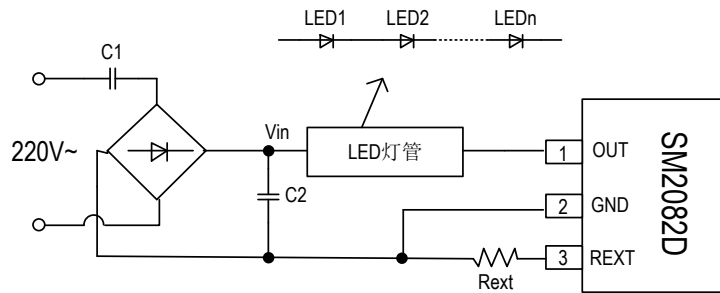 LED1 LED2 LEDn
C1
220V~
Vin
LED灯管
C2
1 OUT
2 GND
3 REXT
Rext
SM2082D